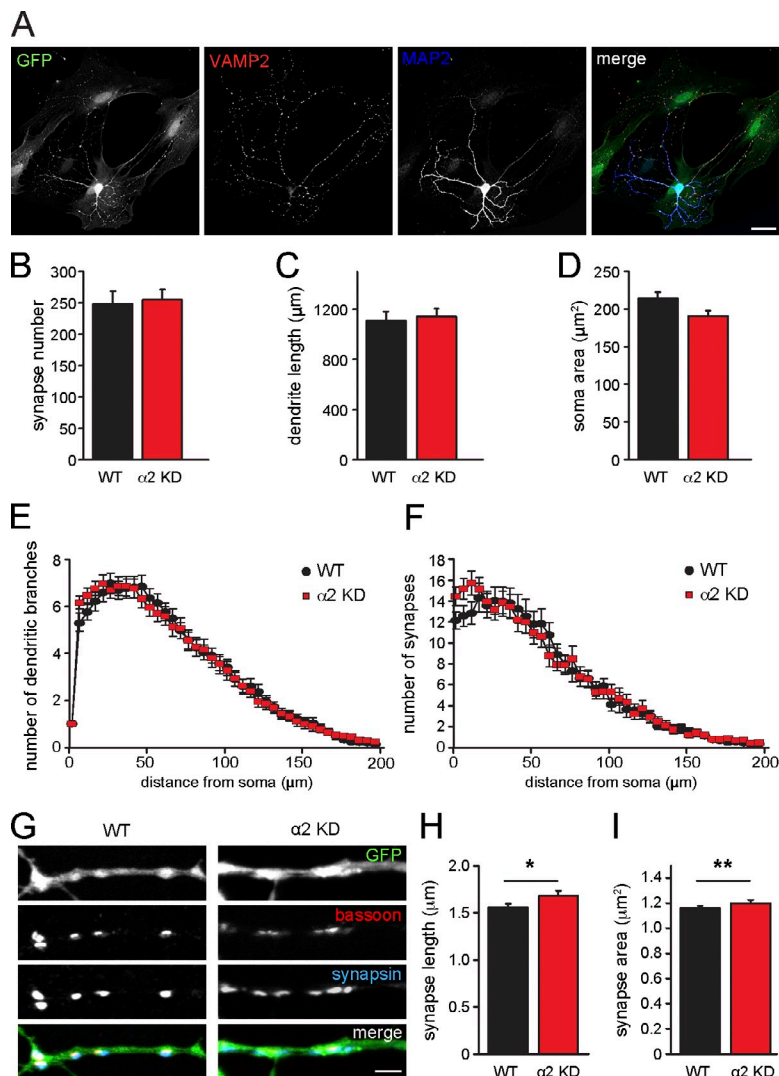 A
GFP VAMP2 MAP2 merge
B C D
synapse number
300
250
200
150
100
50
0
WT α2 KD
dendrite length (μm)
1200
800
400
0
WT α2 KD
soma area (μm²)
250
200
150
100
50
0
WT α2 KD
E F
number of dendritic branches
8
6
4
2
0
0 50 100 150 200
distance from soma (μm)
WT
α2 KD
number of synapses
18
16
14
12
10
8
6
4
2
0
0 50 100 150 200
distance from soma (μm)
WT
α2 KD
G H I
WT α2 KD
GFP
bassoon
synapsin
merge
synapse length (μm)
2.0
1.5
1.0
0.5
0
*
WT α2 KD
synapse area (μm²)
1.4
1.2
1.0
0.8
0.6
0.4
0.2
0
**
WT α2 KD